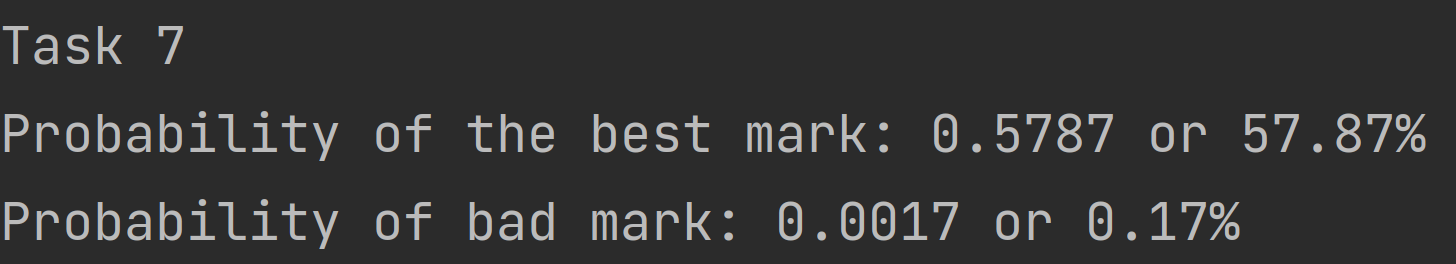 Task 7
Probability of the best mark: 0.5787 or 57.87%
Probability of bad mark: 0.0017 or 0.17%